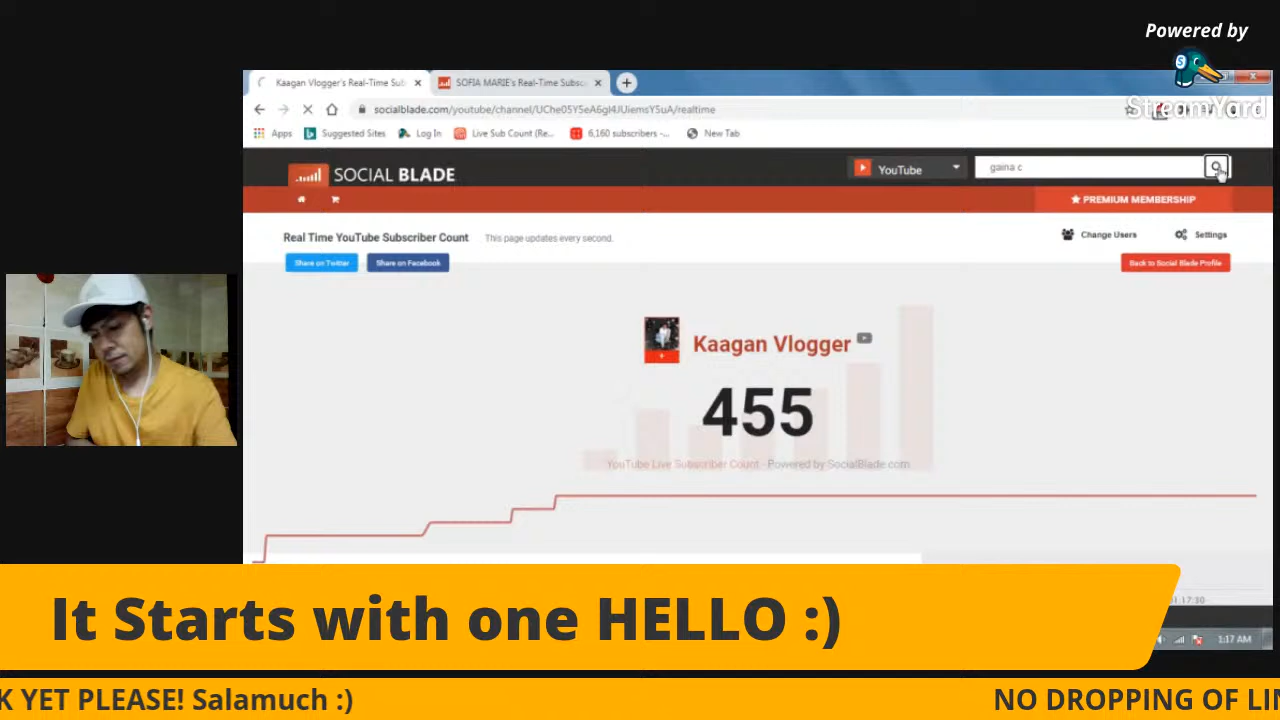 Powered by
StreamYard
Kaagan Vlogger's Real-Time Sub
SOFIA MARIE's Real-Time Subsc
socialblade.com/youtube/channel/
/realtime
Apps
Suggested Sites
Log In
Live Sub Count (Re...
6,160 subscribers -...
New Tab
SOCIAL BLADE
YouTube
gaina c
PREMIUM MEMBERSHIP
Real Time YouTube Subscriber Count
This page updates every second.
Change Users
Settings
Share on Twitter
Share on Facebook
Back to Social Blade Profile
Kaagan Vlogger
455
YouTube Live Subscriber Count - Powered by SocialBlade.com
It Starts with one HELLO :)
1:17 AM
K YET PLEASE! Salamuch :)
NO DROPPING OF LI